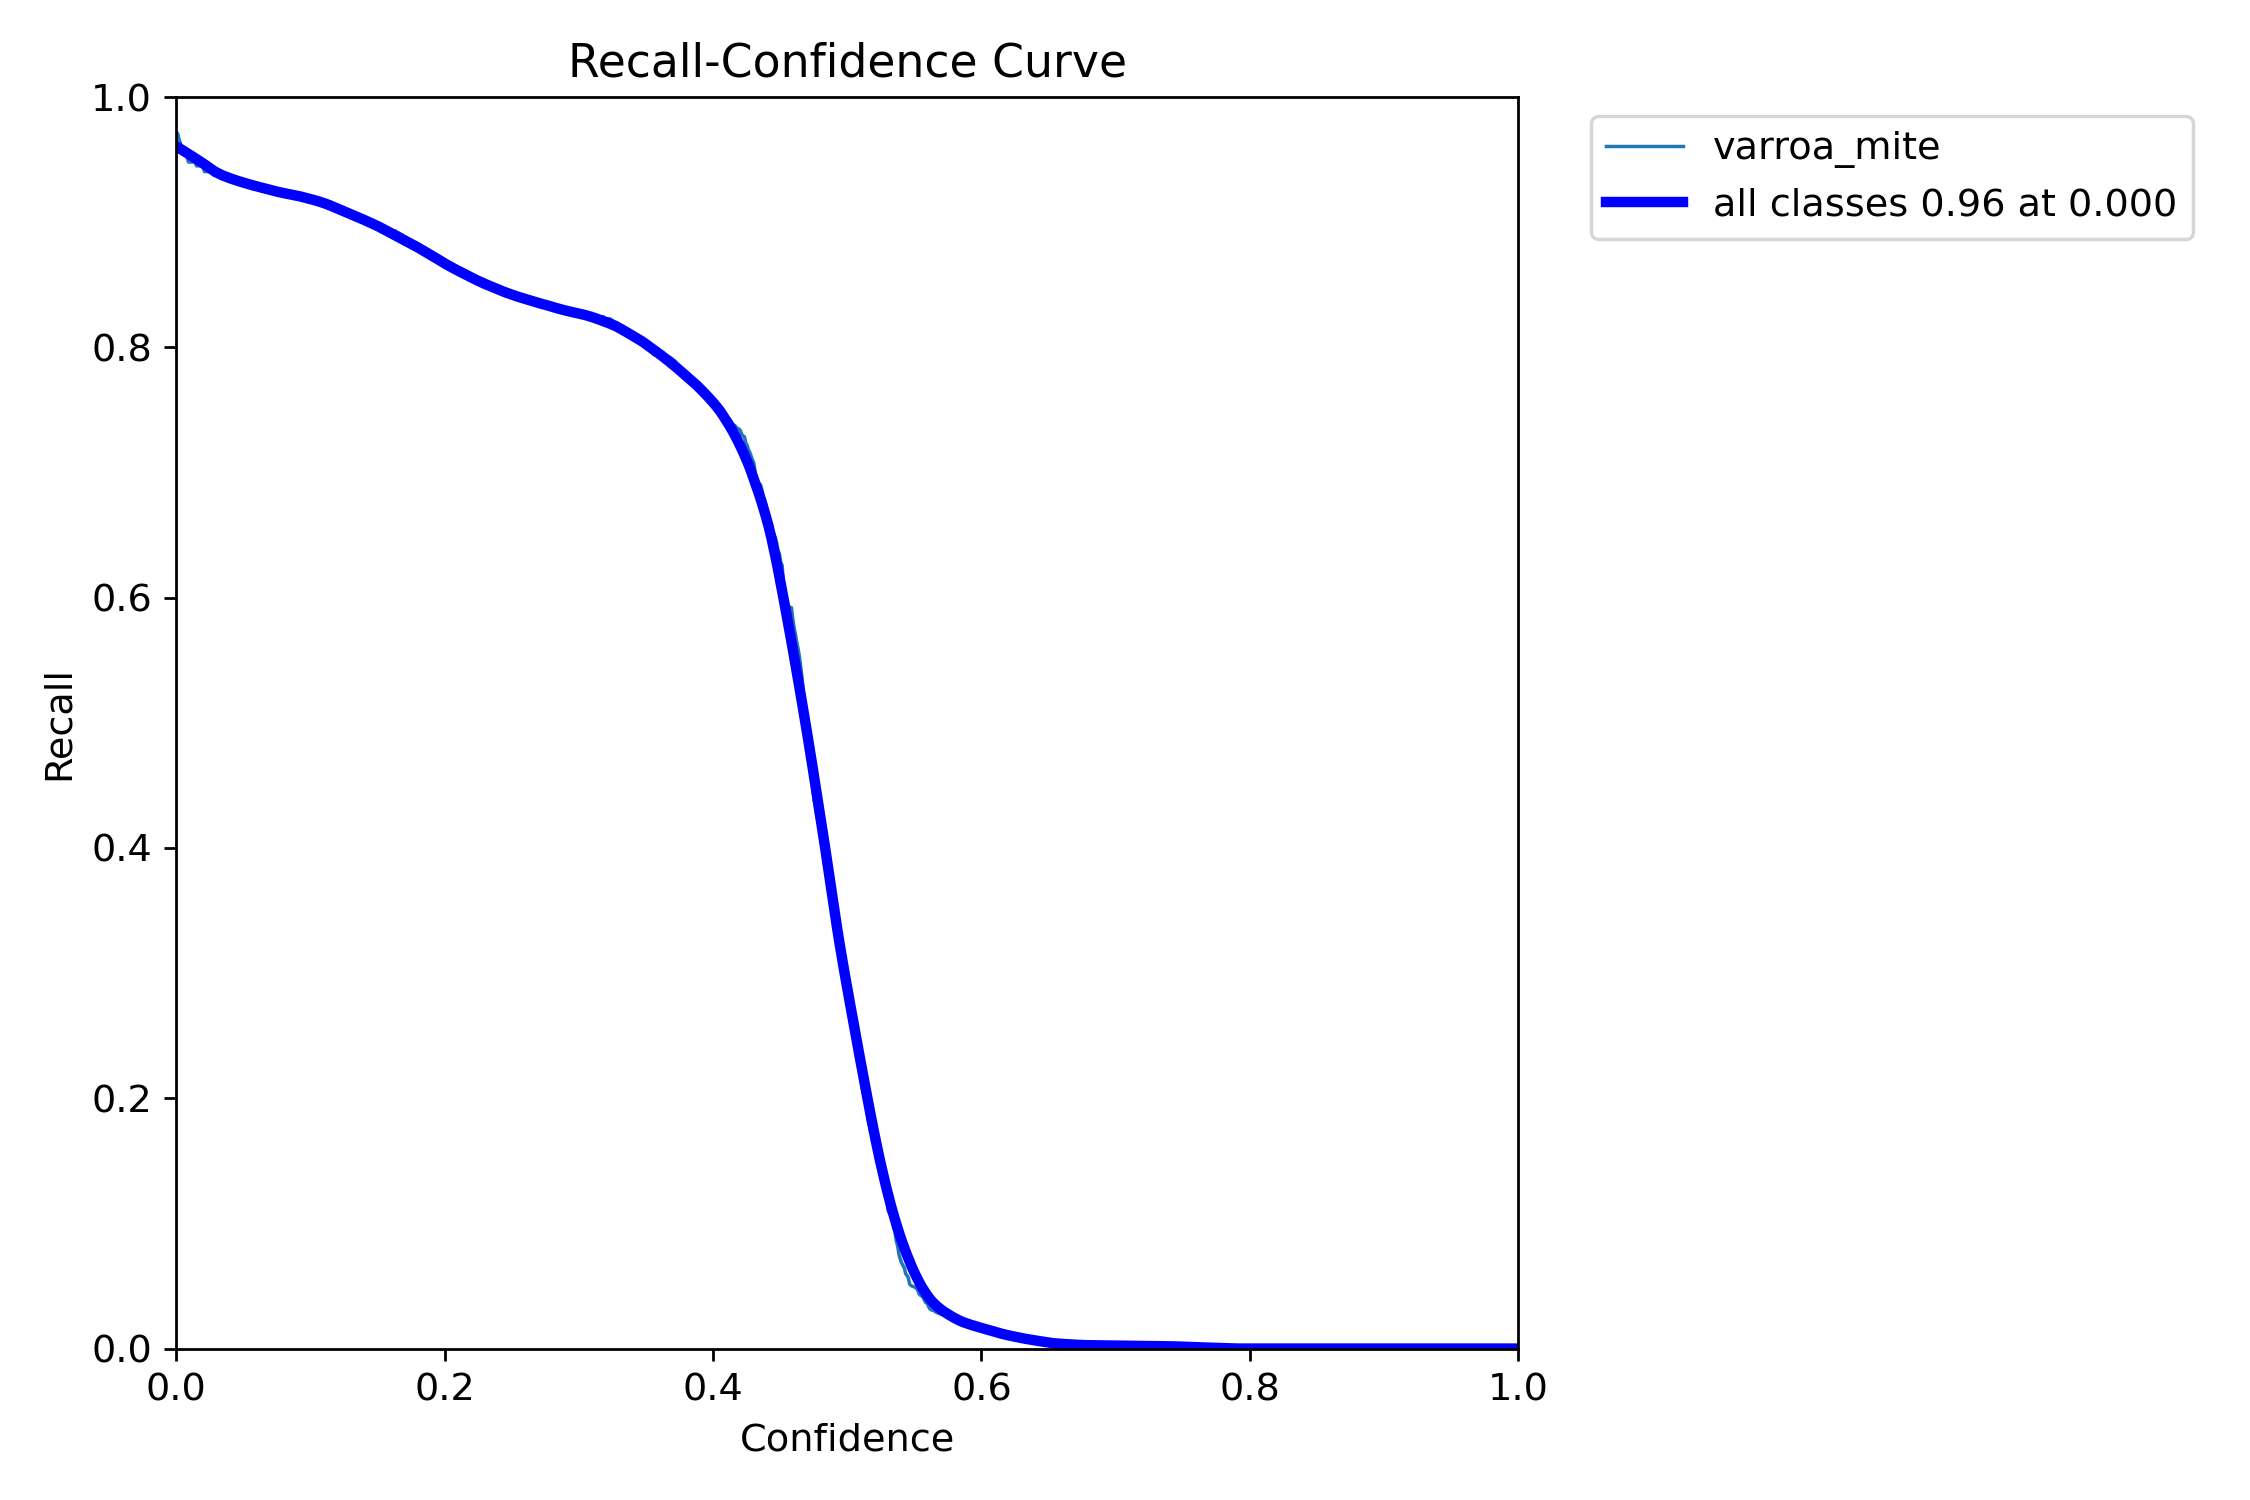 Recall-Confidence Curve
varroa_mite
all classes 0.96 at 0.000
1.0
0.8
0.6
0.4
0.2
0.0
Recall
0.0 0.2 0.4 0.6 0.8 1.0
Confidence